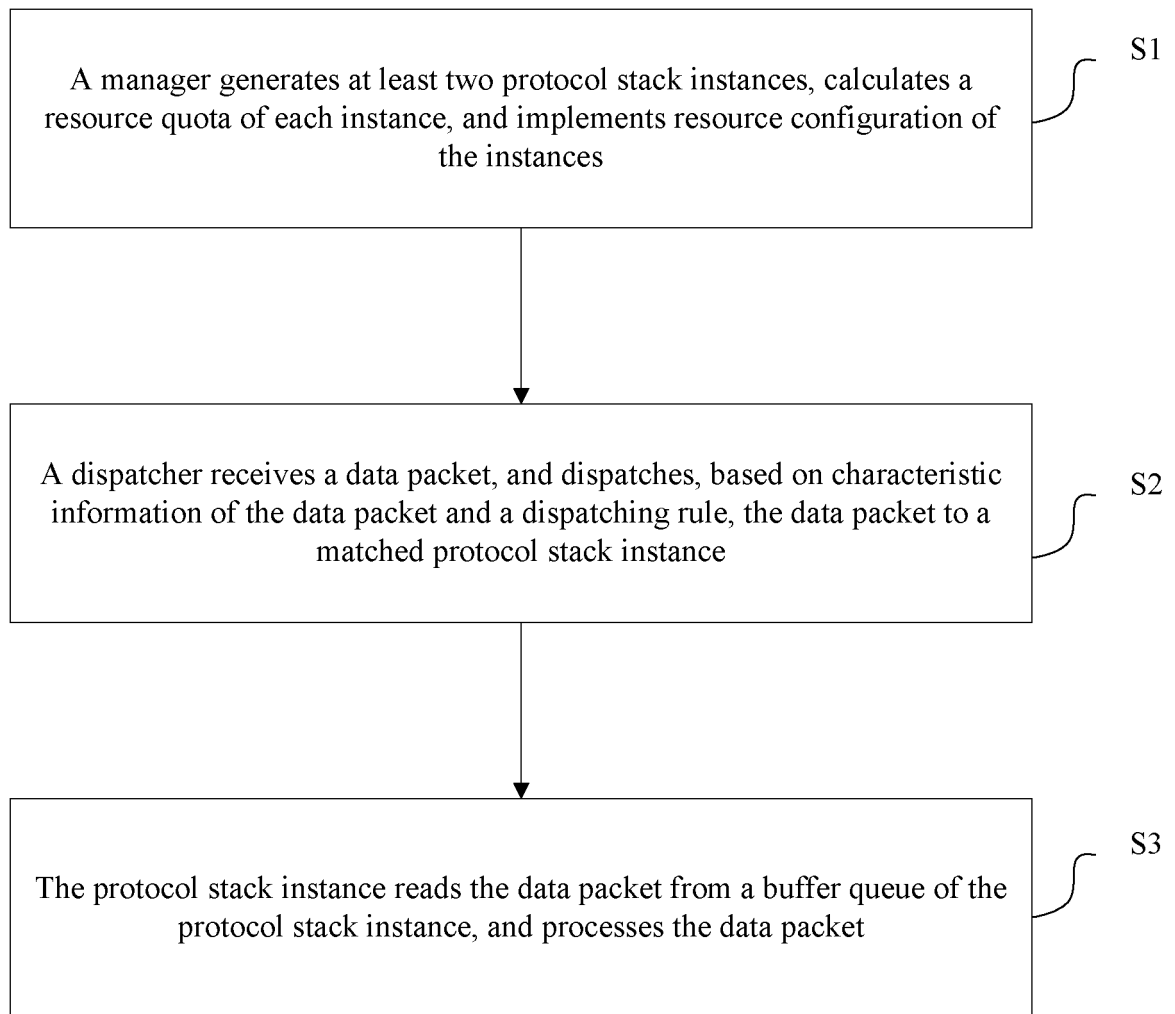 A manager generates at least two protocol stack instances, calculates a
resource quota of each instance, and implements resource configuration of
the instances
S1
A dispatcher receives a data packet, and dispatches, based on characteristic
information of the data packet and a dispatching rule, the data packet to a
matched protocol stack instance
S2
The protocol stack instance reads the data packet from a buffer queue of the
protocol stack instance, and processes the data packet
S3